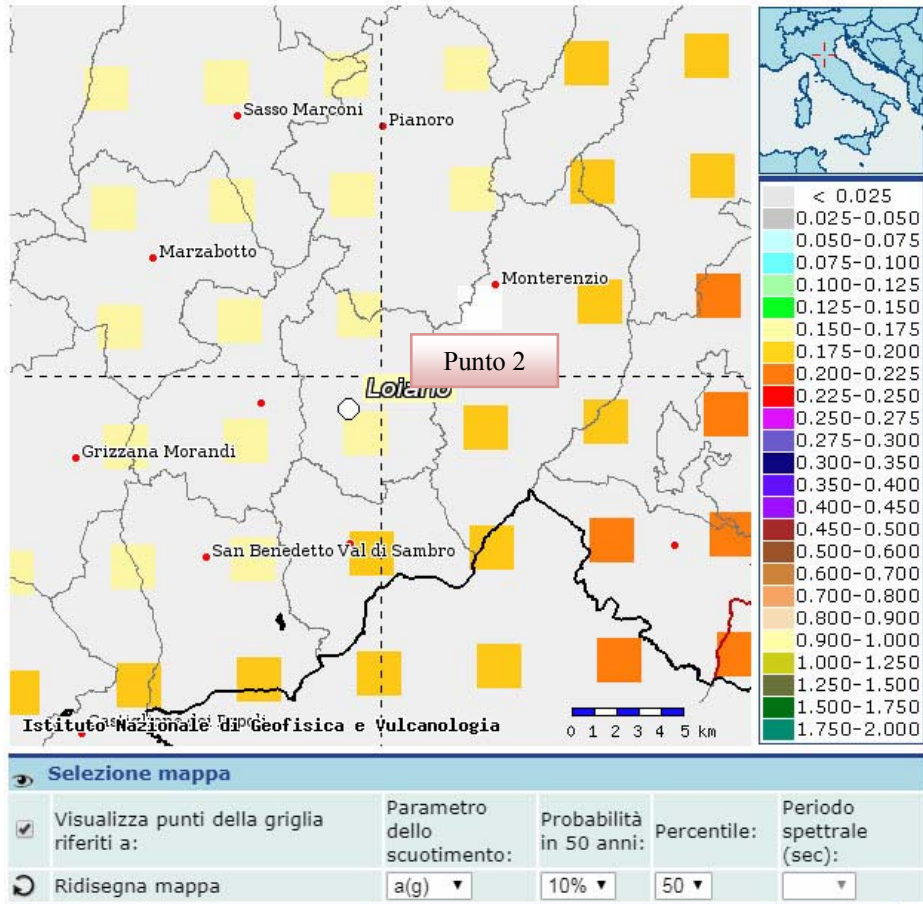 Sasso Marconi
Pianoro
Marzabotto
Monterenzio
Punto 2
Loiano
Grizzana Morandi
San Benedetto Val di Sambro
Istituto Nazionale di Geofisica e Vulcanologia
0 1 2 3 4 5 km
< 0.025
0.025-0.050
0.050-0.075
0.075-0.100
0.100-0.125
0.125-0.150
0.150-0.175
0.175-0.200
0.200-0.225
0.225-0.250
0.250-0.275
0.275-0.300
0.300-0.350
0.350-0.400
0.400-0.450
0.450-0.500
0.500-0.600
0.600-0.700
0.700-0.800
0.800-0.900
0.900-1.000
1.000-1.250
1.250-1.500
1.500-1.750
1.750-2.000
Selezione mappa
Visualizza punti della griglia
riferiti a:
Parametro
dello
scuotimento:
Probabilità
in 50 anni:
Percentile:
Periodo
spettrale
(sec):
Ridisegna mappa
a(g)
10%
50